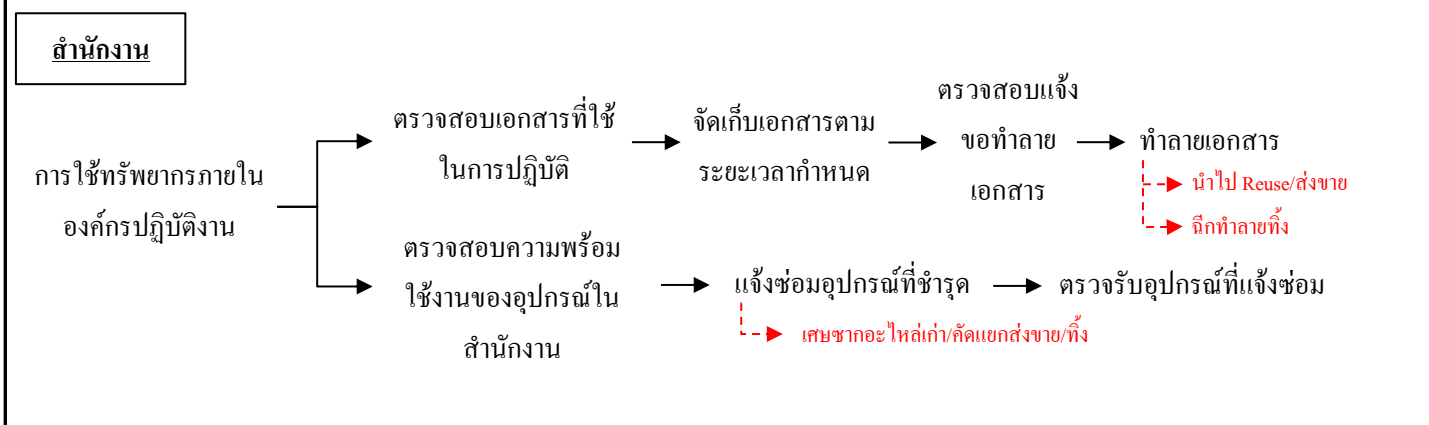 สำนักงาน
การใช้ทรัพยากรภายใน
องค์กรปฏิบัติงาน
ตรวจสอบเอกสารที่ใช้
ในการปฏิบัติ
จัดเก็บเอกสารตาม
ระยะเวลากำหนด
ตรวจสอบแจ้ง
ขอทำลาย
เอกสาร
ทำลายเอกสาร
นำไป Reuse/ส่งขาย
ฉีกทำลายทิ้ง
ตรวจสอบความพร้อม
ใช้งานของอุปกรณ์ใน
สำนักงาน
แจ้งซ่อมอุปกรณ์ที่ชำรุด
เศษซากอะไหล่เก่า/คัดแยกส่งขาย/ทิ้ง
ตรวจรับอุปกรณ์ที่แจ้งซ่อม